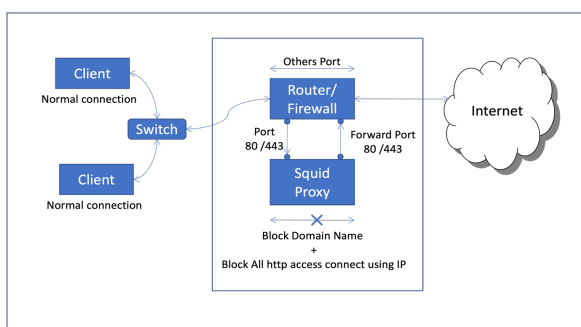 Others Port
Client
Normal connection
Router/
Firewall
Internet
Switch
Port
80 /443
Forward Port
80 /443
Client
Normal connection
Squid
Proxy
Block Domain Name
+
Block All http access connect using IP